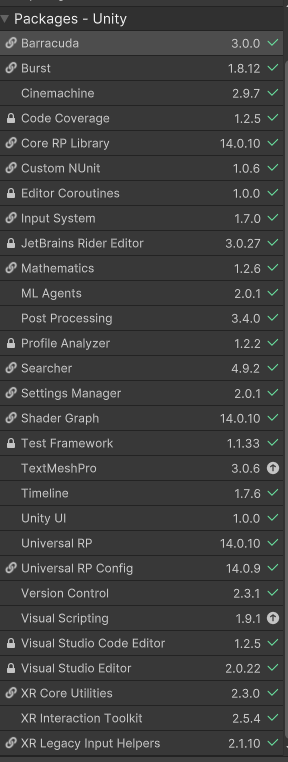 Packages - Unity
Barracuda 3.0.0
Burst 1.8.12
Cinemachine 2.9.7
Code Coverage 1.2.5
Core RP Library 14.0.10
Custom NUnit 1.0.6
Editor Coroutines 1.0.0
Input System 1.7.0
JetBrains Rider Editor 3.0.27
Mathematics 1.2.6
ML Agents 2.0.1
Post Processing 3.4.0
Profile Analyzer 1.2.2
Searcher 4.9.2
Settings Manager 2.0.1
Shader Graph 14.0.10
Test Framework 1.1.33
TextMeshPro 3.0.6
Timeline 1.7.6
Unity UI 1.0.0
Universal RP 14.0.10
Universal RP Config 14.0.9
Version Control 2.3.1
Visual Scripting 1.9.1
Visual Studio Code Editor 1.2.5
Visual Studio Editor 2.0.22
XR Core Utilities 2.3.0
XR Interaction Toolkit 2.5.4
XR Legacy Input Helpers 2.1.10